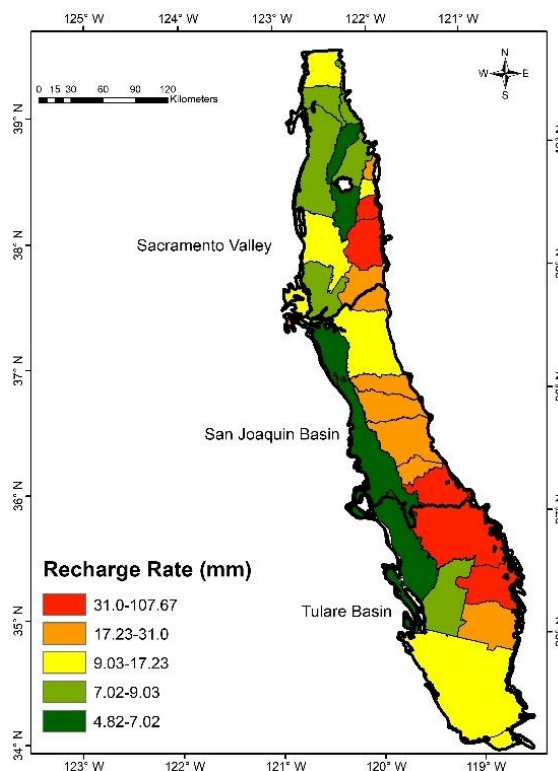 125° W 124° W 123° W 122° W 121° W
N
W E
S
0 15 30 60 90 120
Kilometers
39° N
38° N
Sacramento Valley
37° N
San Joaquin Basin
36° N
37° N
Recharge Rate (mm)
31.0-107.67
17.23-31.0
9.03-17.23
7.02-9.03
4.82-7.02
Tulare Basin
35° N
34° N
123° W 122° W 121° W 120° W 119° W